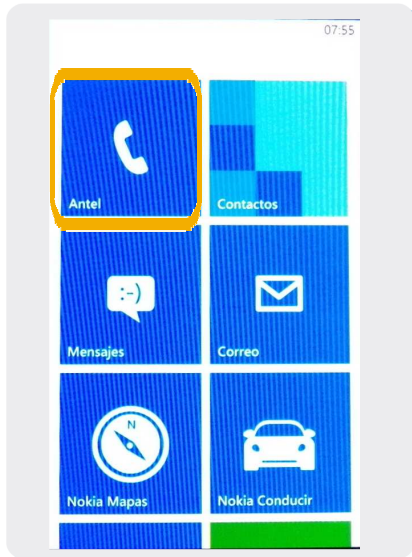 07:55
Antel
Contactos
:-)
Mensajes
Correo
N
Nokia Mapas
Nokia Conducir